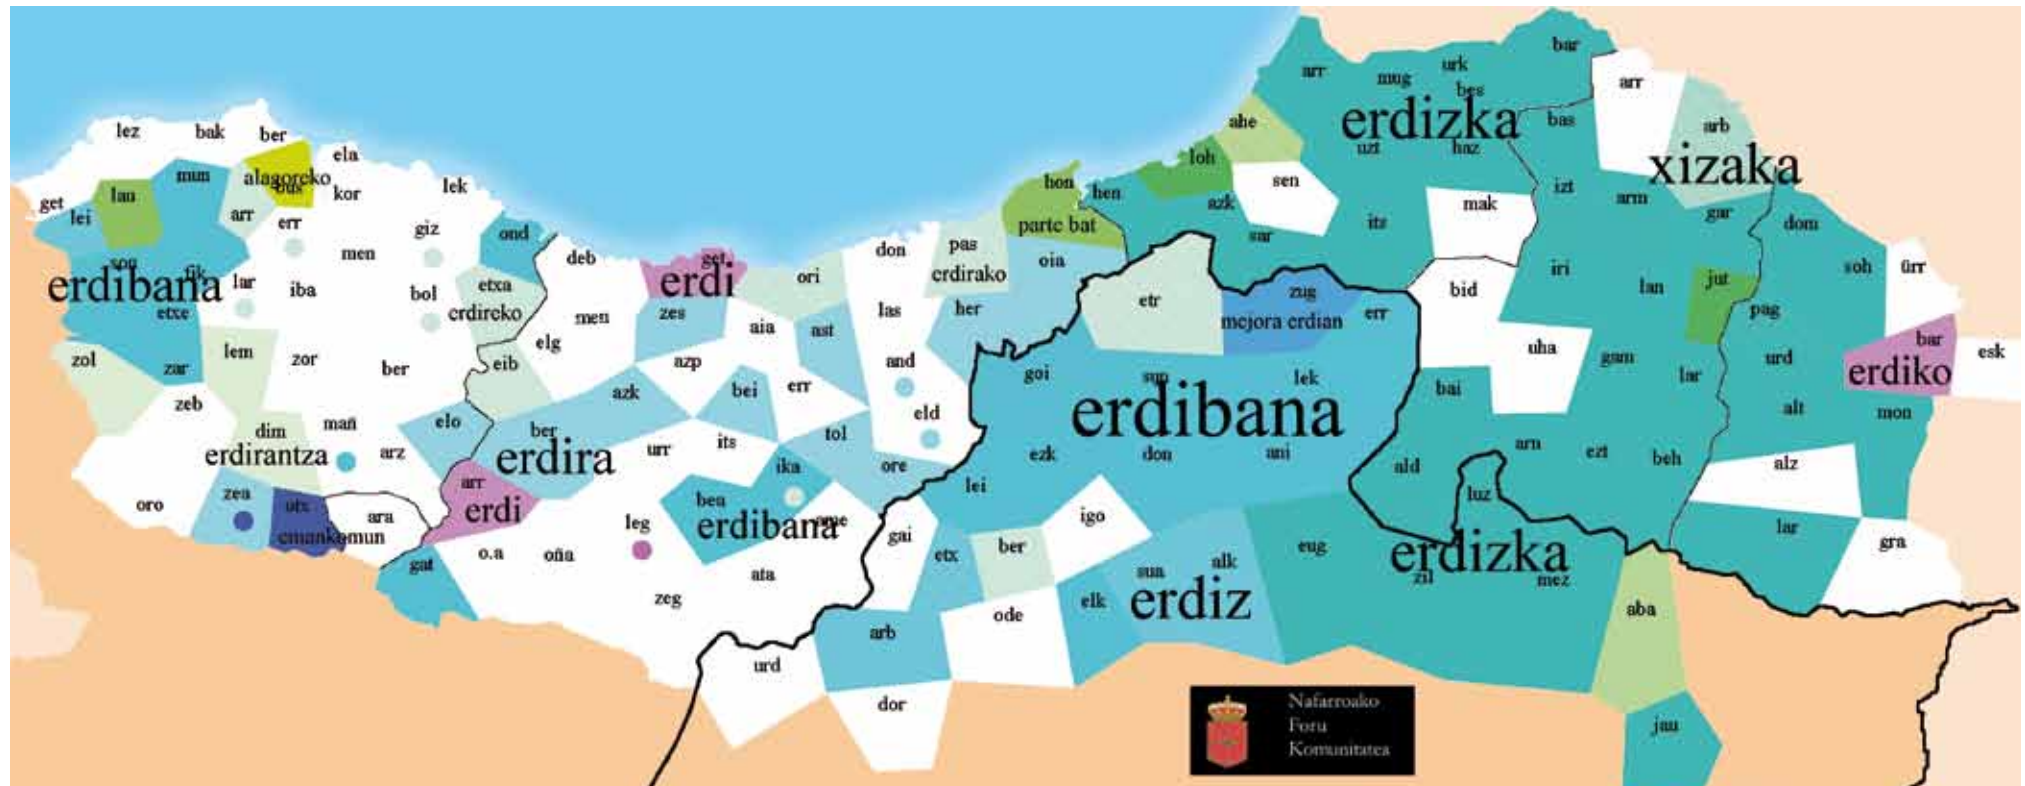 lez
bak
ber
ela
get
lei
lan
mun
alagoreko
bus
kor
lek
arr
err
giz
ond
son
erdibana
etxe
lar
iba
men
bol
etxa
erdireko
deb
get
erdi
zes
men
elg
eib
zol
zar
lem
zor
ber
zeb
dim
erdirantza
mañ
arz
elo
oro
zea
otx
ara
emankomun
ber
erdira
azk
arr
erdi
gat
o.a
oña
leg
zeg
urr
its
azp
aia
ori
ast
bei
err
don
las
and
eld
tol
ika
ore
bea
erdibana
ata
pas
erdirako
her
hon
parte bat
oia
hen
loh
ahe
sen
azk
sar
arr
mug
urk
bes
erdizka
uzt
haz
its
mak
bar
bas
izt
arr
arb
xizaka
arm
gar
iri
lan
jut
dom
soh
ürr
pag
bar
erdiko
esk
urd
alt
mon
bid
uha
gam
lar
bai
ald
arn
ezt
beh
luz
alz
lar
gra
etr
zug
mejora erdian
err
goi
sun
lek
erdibana
ezk
don
ani
lei
gai
etx
ber
igo
sua
alk
erdiz
elk
ode
arb
urd
dor
eug
erdizka
zil
mez
aba
jau
Nafarroako
Foru
Komunitatea